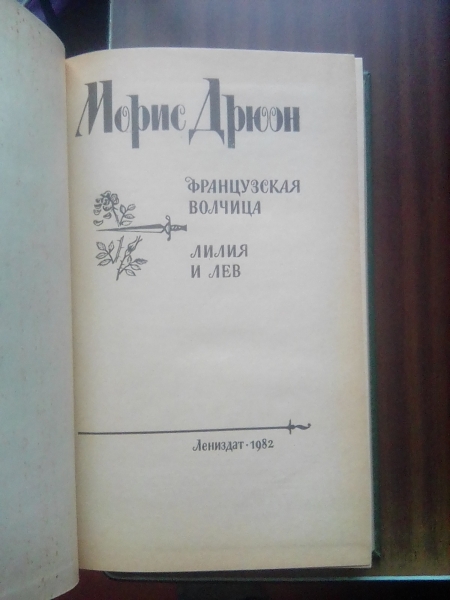 Морис Дрюон
ФРАНЦУЗСКАЯ
ВОЛЧИЦА
ЛИЛИЯ
И ЛЕВ
Лениздат · 1982